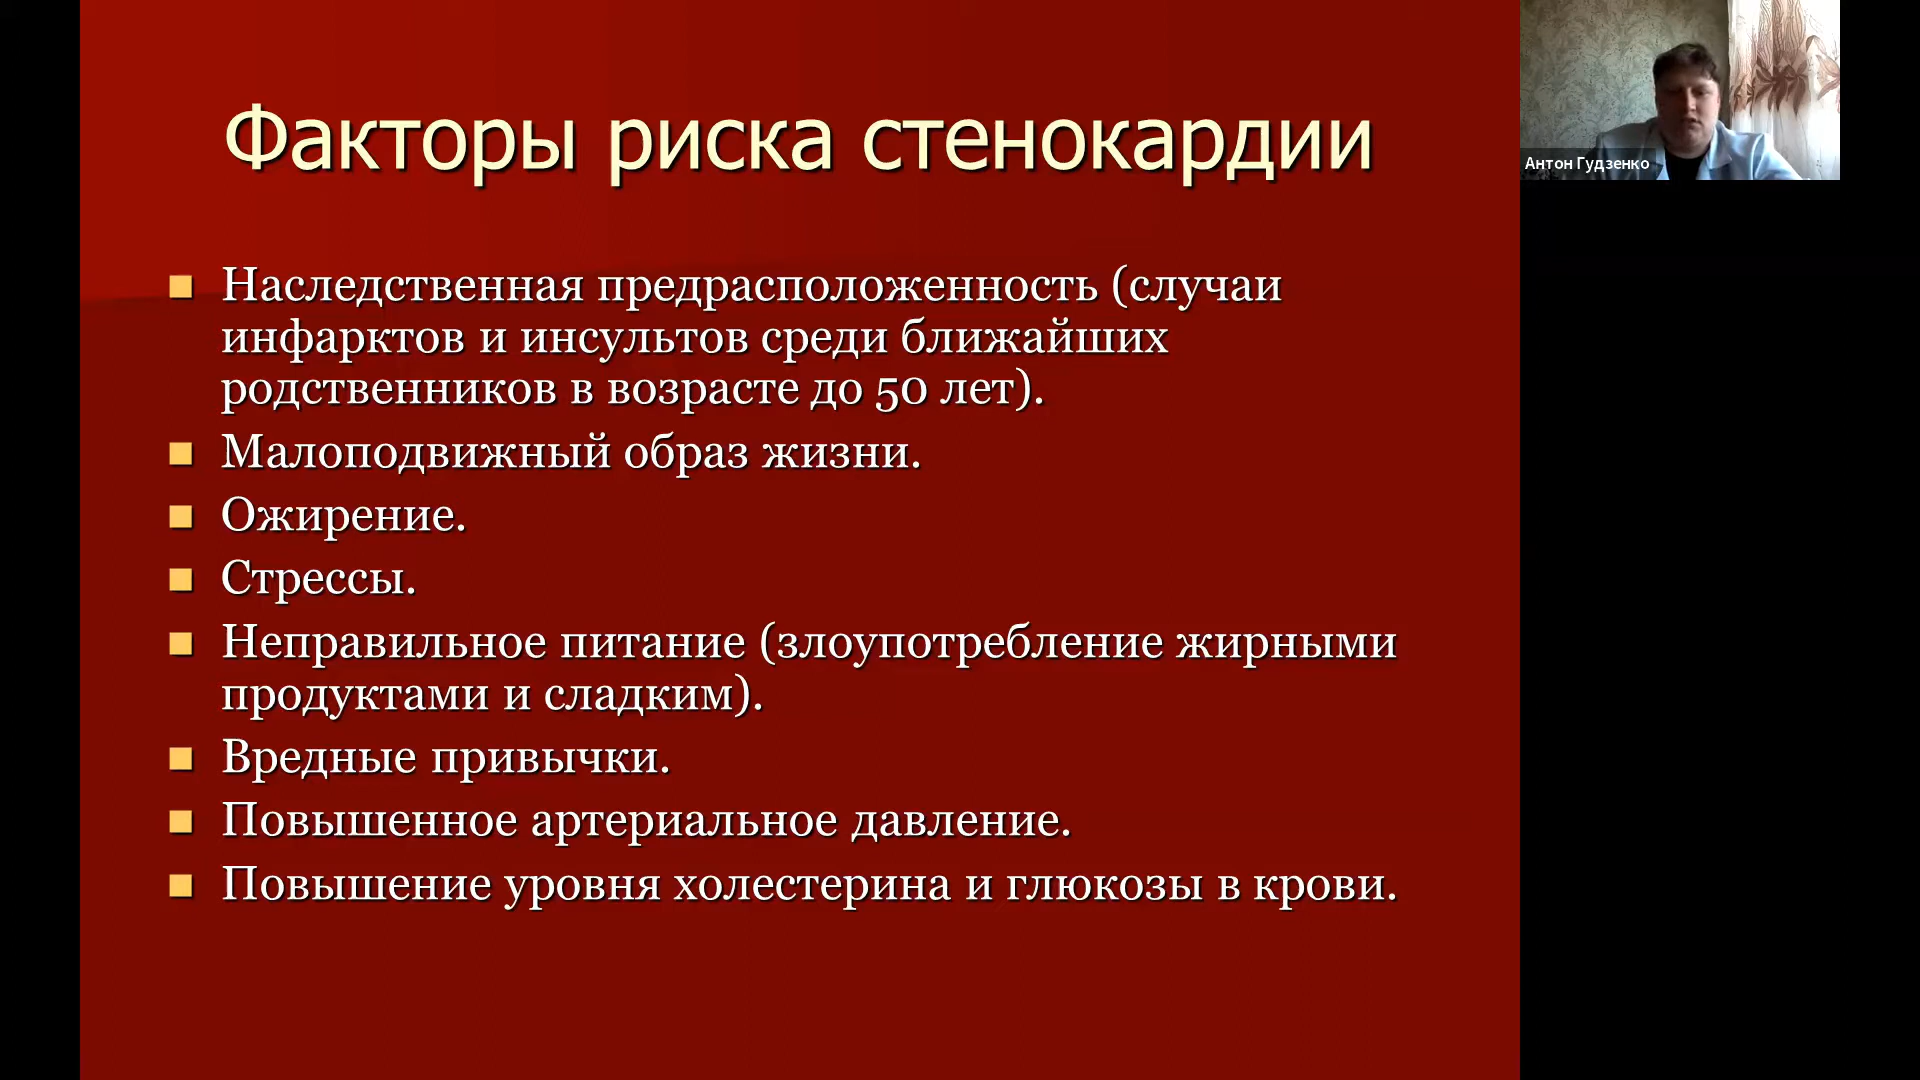 Факторы риска стенокардии
Наследственная предрасположенность (случаи
инфарктов и инсультов среди ближайших
родственников в возрасте до 50 лет).
Малоподвижный образ жизни.
Ожирение.
Стрессы.
Неправильное питание (злоупотребление жирными
продуктами и сладким).
Вредные привычки.
Повышенное артериальное давление.
Повышение уровня холестерина и глюкозы в крови.
Антон Гудзенко